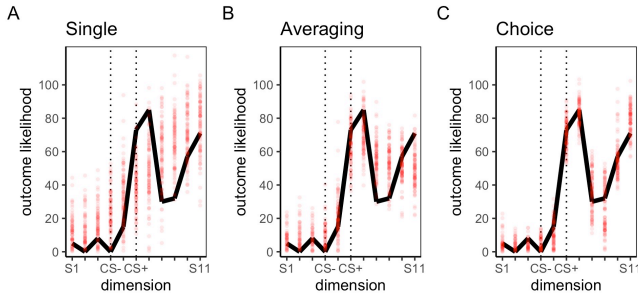 A
Single
outcome likelihood
100
80
60
40
20
0
S1
CS-
CS+
S11
dimension
B
Averaging
outcome likelihood
100
80
60
40
20
0
S1
CS-
CS+
S11
dimension
C
Choice
outcome likelihood
100
80
60
40
20
0
S1
CS-
CS+
S11
dimension